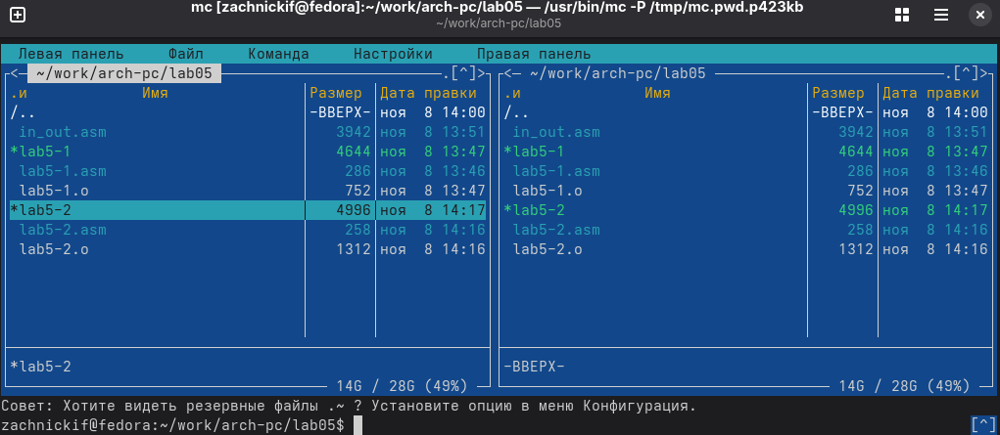 mc [zachnickif@fedora]:~/work/arch-pc/lab05 — /usr/bin/mc -P /tmp/mc.pwd.p423kb
~/work/arch-pc/lab05
Левая панель Файл Команда Настройки Правая панель
<— ~/work/arch-pc/lab05 .[^]> <— ~/work/arch-pc/lab05 .[^]>
.и Имя Размер Дата правки .и Имя Размер Дата правки
/.. -ВВЕРХ- ноя 8 14:00 /.. -ВВЕРХ- ноя 8 14:00
in_out.asm 3942 ноя 8 13:51 in_out.asm 3942 ноя 8 13:51
*lab5-1 4644 ноя 8 13:47 *lab5-1 4644 ноя 8 13:47
lab5-1.asm 286 ноя 8 13:46 lab5-1.asm 286 ноя 8 13:46
lab5-1.o 752 ноя 8 13:47 lab5-1.o 752 ноя 8 13:47
*lab5-2 4996 ноя 8 14:17 *lab5-2 4996 ноя 8 14:17
lab5-2.asm 258 ноя 8 14:16 lab5-2.asm 258 ноя 8 14:16
lab5-2.o 1312 ноя 8 14:16 lab5-2.o 1312 ноя 8 14:16
*lab5-2 -ВВЕРХ-
14G / 28G (49%) 14G / 28G (49%)
Совет: Хотите видеть резервные файлы .~ ? Установите опцию в меню Конфигурация.
zachnickif@fedora:~/work/arch-pc/lab05$ [^]